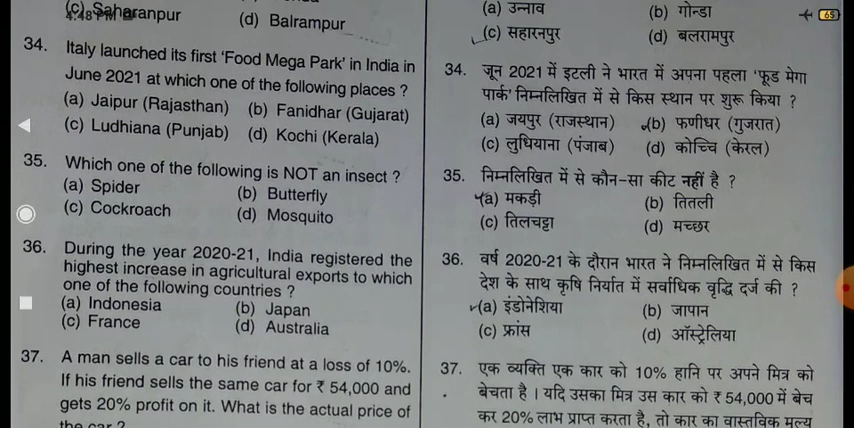 (c) Saharanpur
(d) Balrampur
34. Italy launched its first ‘Food Mega Park’ in India in
June 2021 at which one of the following places ?
(a) Jaipur (Rajasthan) (b) Fanidhar (Gujarat)
(c) Ludhiana (Punjab) (d) Kochi (Kerala)
35. Which one of the following is NOT an insect ?
(a) Spider (b) Butterfly
(c) Cockroach (d) Mosquito
36. During the year 2020-21, India registered the
highest increase in agricultural exports to which
one of the following countries ?
(a) Indonesia (b) Japan
(c) France (d) Australia
37. A man sells a car to his friend at a loss of 10%.
If his friend sells the same car for ₹ 54,000 and
gets 20% profit on it. What is the actual price of
the car ?
(a) उन्नाव (b) गोन्डा
(c) सहारनपुर (d) बलरामपुर
34. जून 2021 में इटली ने भारत में अपना पहला ‘फूड मेगा
पार्क’ निम्नलिखित में से किस स्थान पर शुरू किया ?
(a) जयपुर (राजस्थान) (b) फणीधर (गुजरात)
(c) लुधियाना (पंजाब) (d) कोच्चि (केरल)
35. निम्नलिखित में से कौन-सा कीट नहीं है ?
(a) मकड़ी (b) तितली
(c) तिलचट्टा (d) मच्छर
36. वर्ष 2020-21 के दौरान भारत ने निम्नलिखित में से किस
देश के साथ कृषि निर्यात में सर्वाधिक वृद्धि दर्ज की ?
(a) इंडोनेशिया (b) जापान
(c) फ्रांस (d) ऑस्ट्रेलिया
37. एक व्यक्ति एक कार को 10% हानि पर अपने मित्र को
बेचता है । यदि उसका मित्र उस कार को ₹ 54,000 में बेच
कर 20% लाभ प्राप्त करता है, तो कार का वास्तविक मूल्य
4:48 PM
65